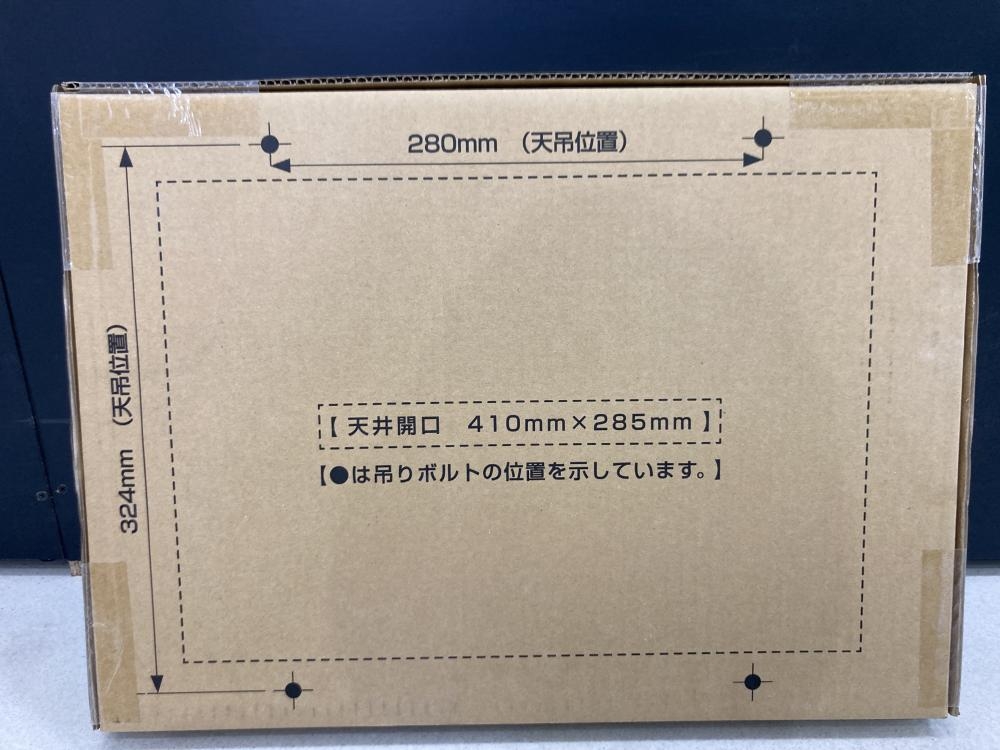 280mm (天吊位置)
324mm (天吊位置)
【天井開口 410mm×285mm】
【●は吊りボルトの位置を示しています。】